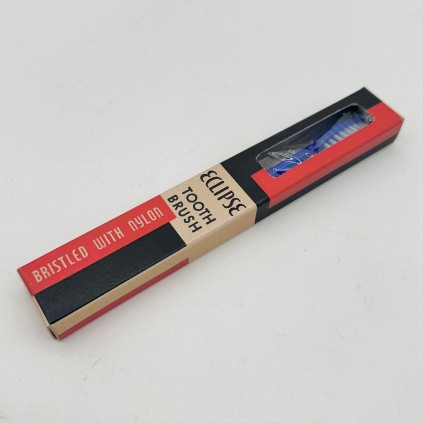 BRISTLED WITH NYLON
ECLIPSE
TOOTH
BRUSH